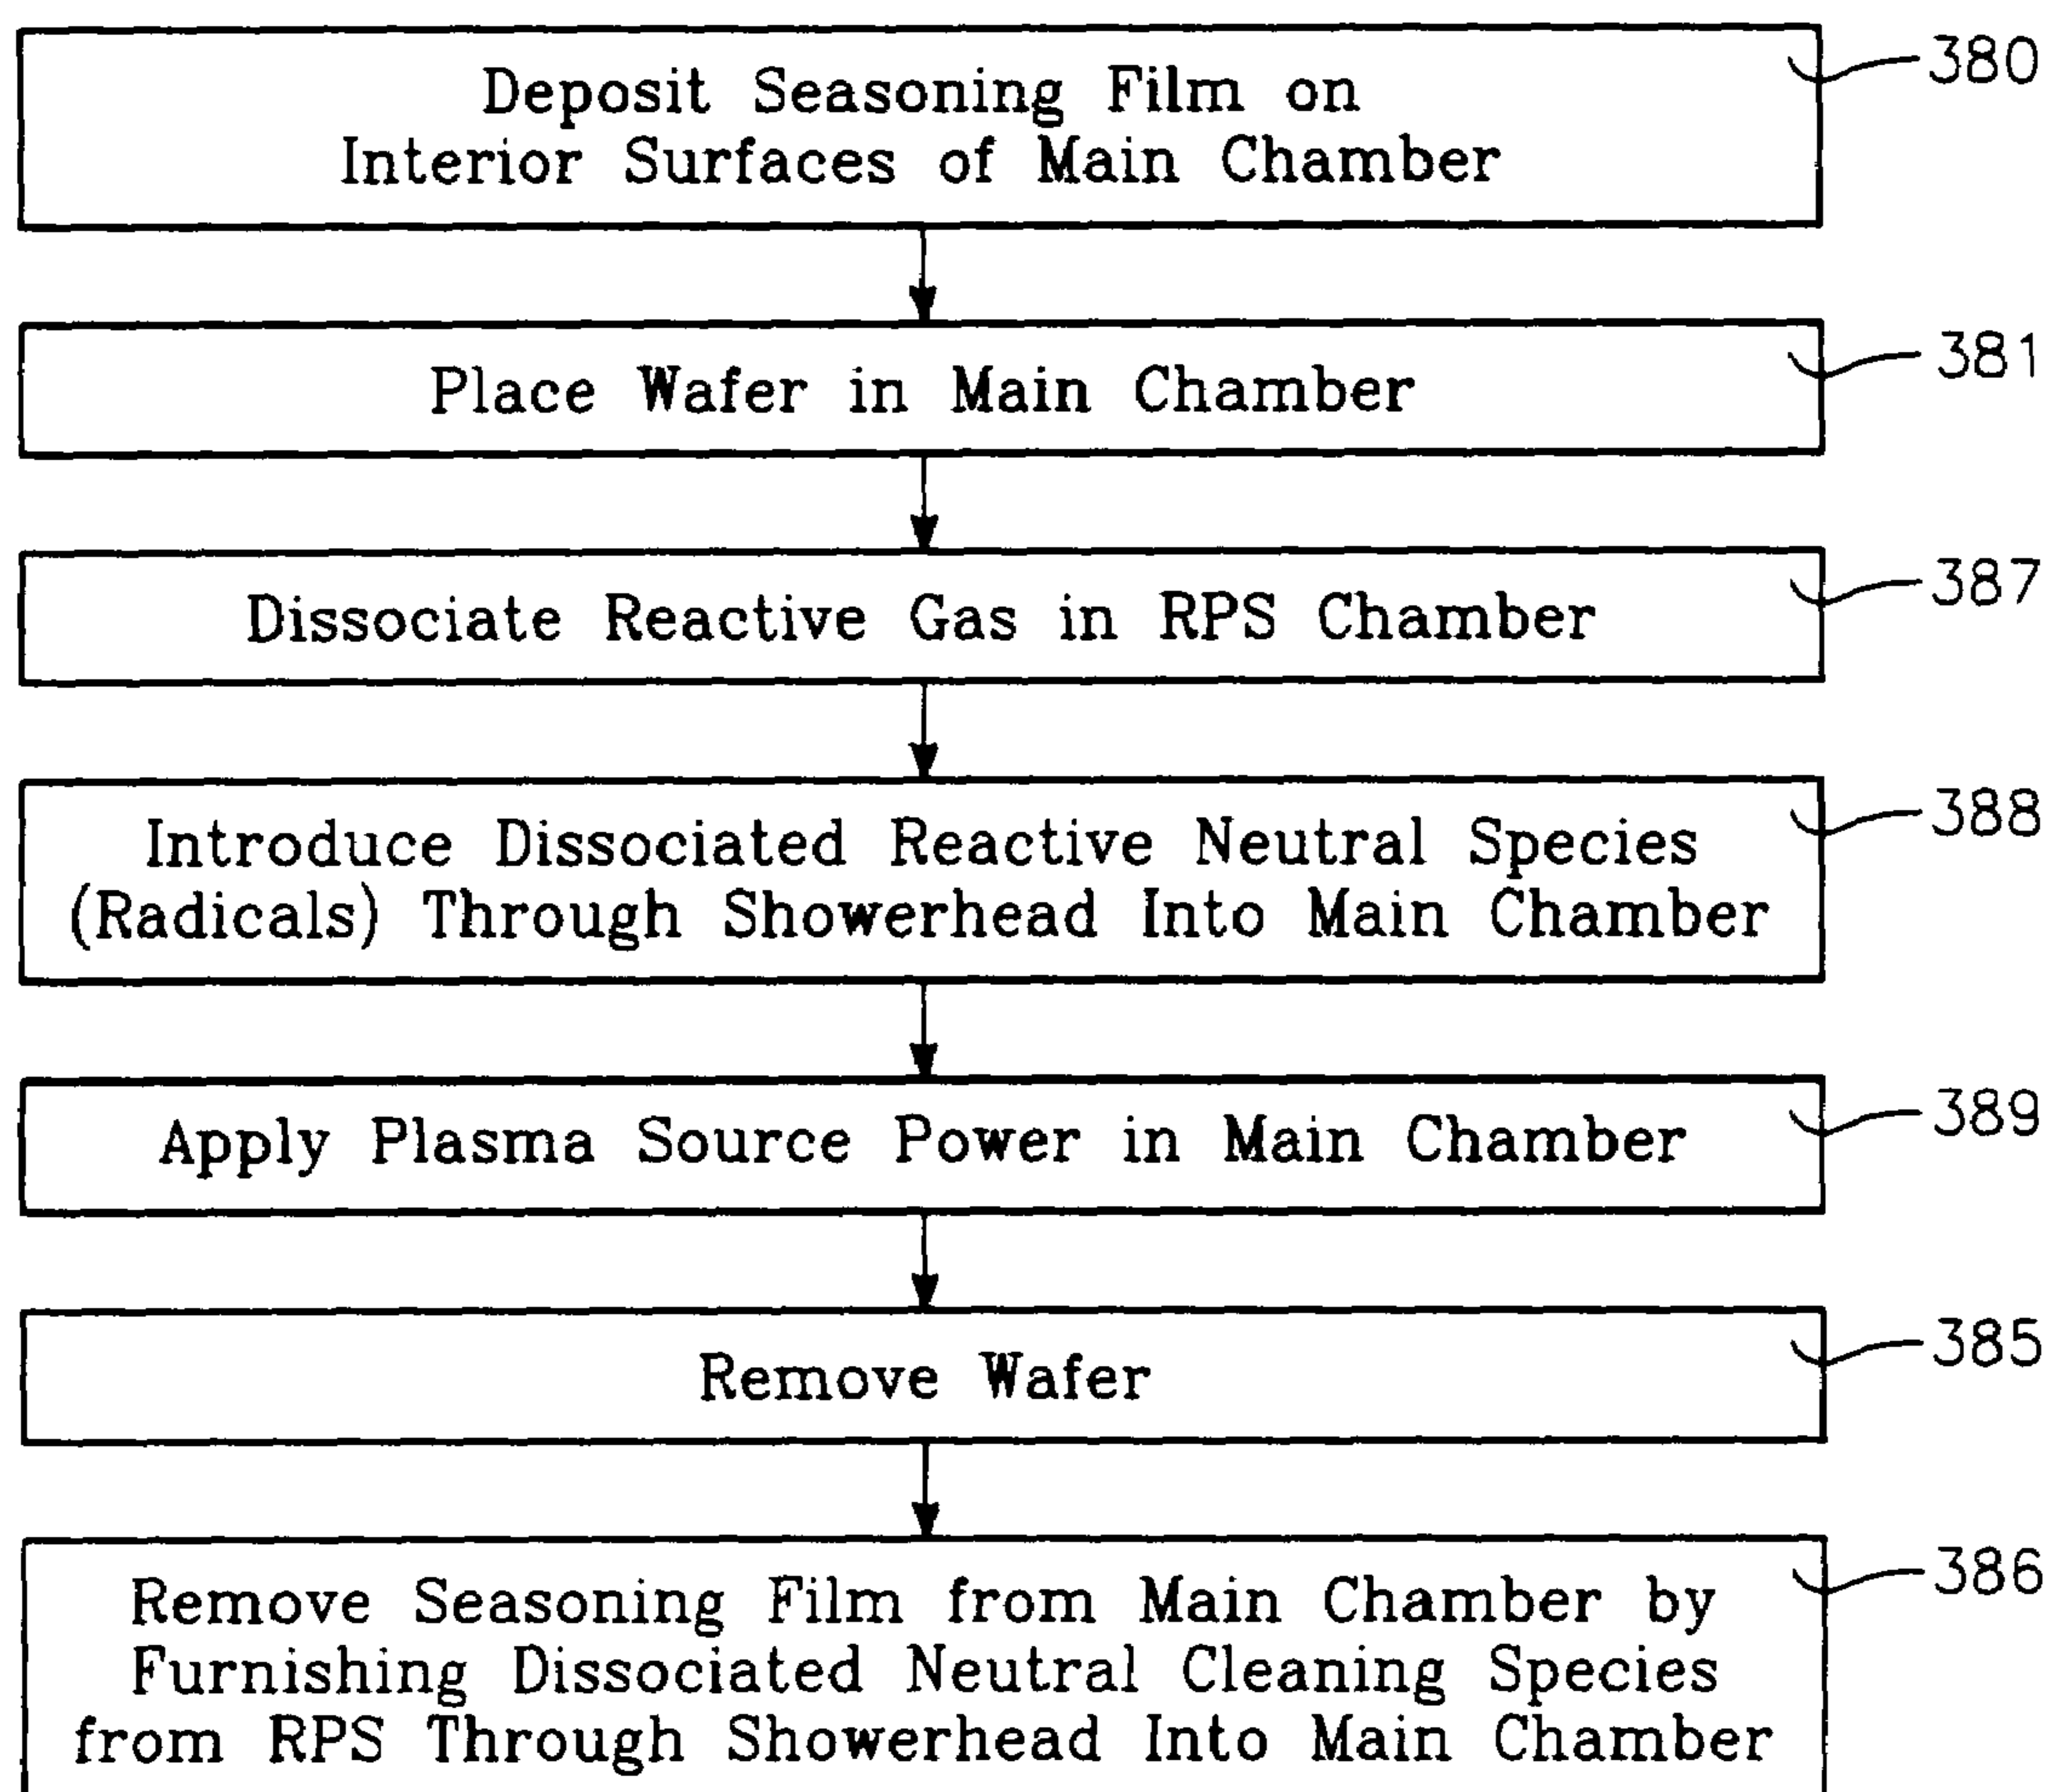 Deposit Seasoning Film on
Interior Surfaces of Main Chamber
380
Place Wafer in Main Chamber
381
Dissociate Reactive Gas in RPS Chamber
387
Introduce Dissociated Reactive Neutral Species
(Radicals) Through Showerhead Into Main Chamber
388
Apply Plasma Source Power in Main Chamber
389
Remove Wafer
385
Remove Seasoning Film from Main Chamber by
Furnishing Dissociated Neutral Cleaning Species
from RPS Through Showerhead Into Main Chamber
386